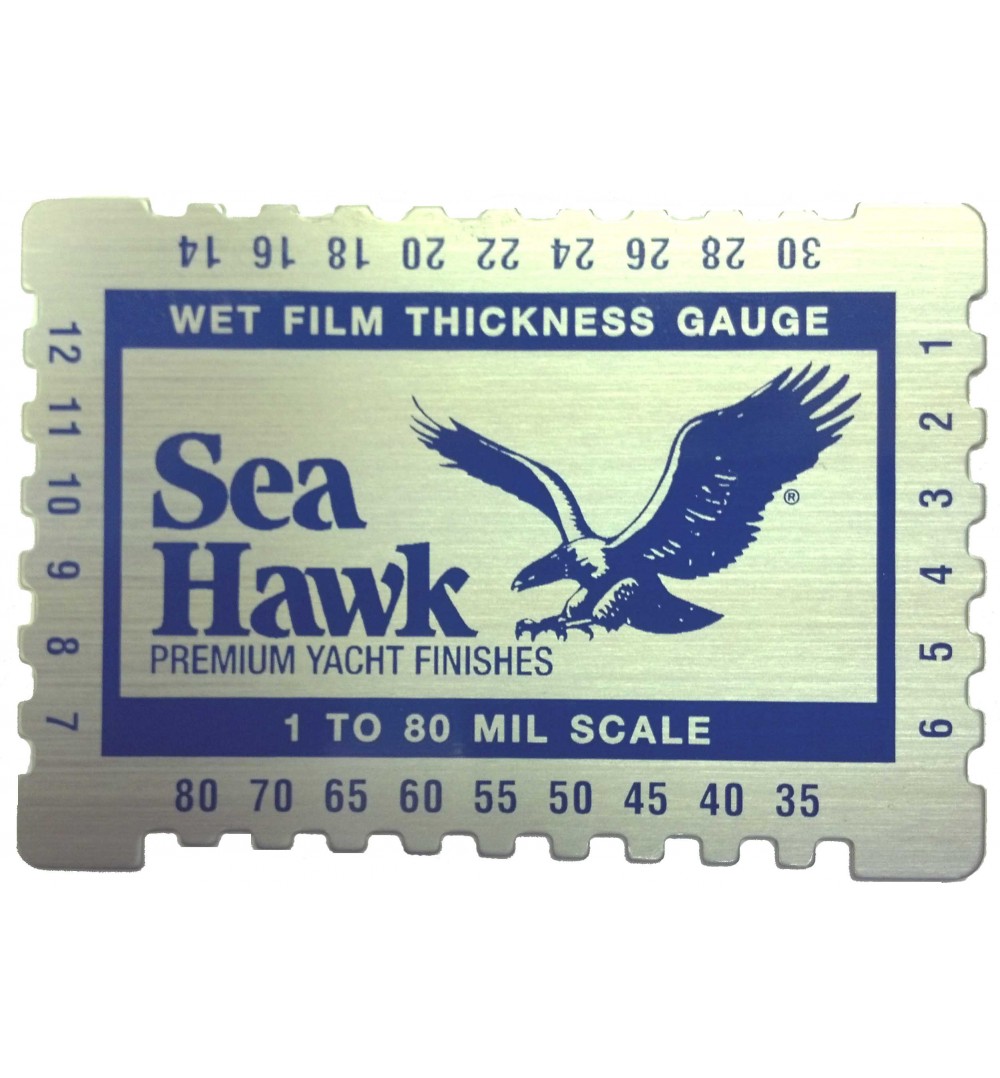 14 16 18 20 22 24 26 28 30
WET FILM THICKNESS GAUGE
12
11
10
9
8
7
Sea
Hawk
®
PREMIUM YACHT FINISHES
1
2
3
4
5
6
1 TO 80 MIL SCALE
80 70 65 60 55 50 45 40 35